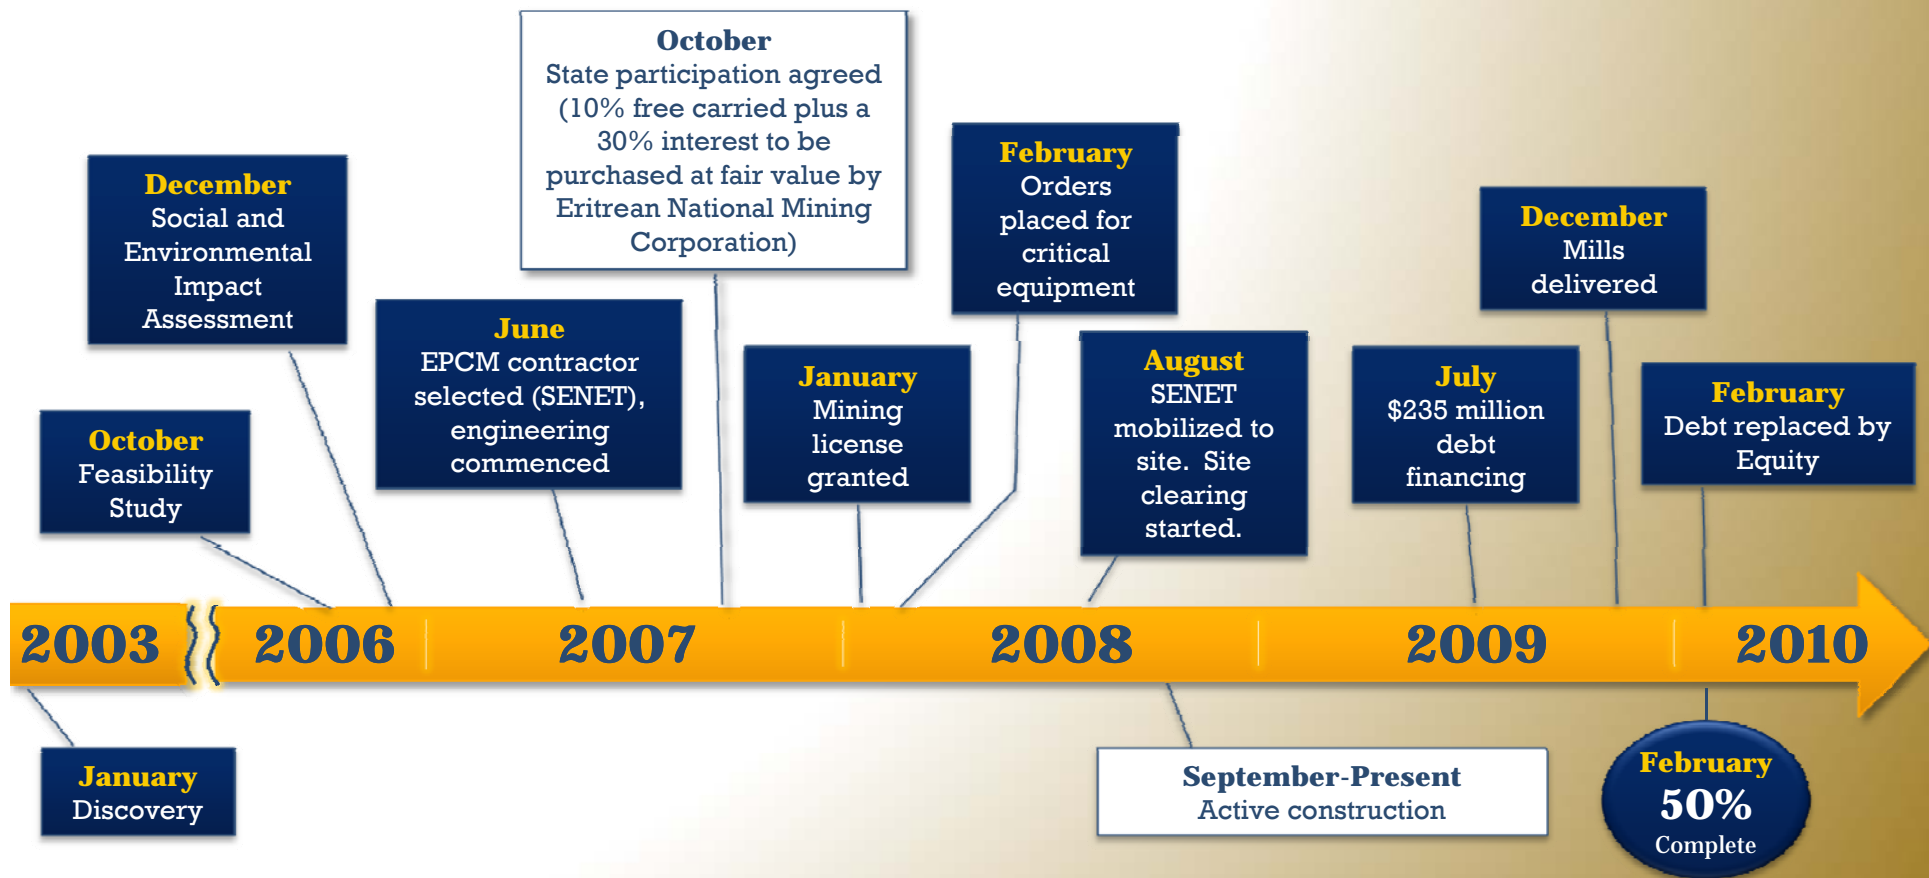 October
State participation agreed
(10% free carried plus a
30% interest to be
purchased at fair value by
Eritrean National Mining
Corporation)
December
Social and
Environmental
Impact
Assessment
February
Orders
placed for
critical
equipment
December
Mills
delivered
June
EPCM contractor
selected (SENET),
engineering
commenced
January
Mining
license
granted
August
SENET
mobilized to
site.  Site
clearing
started.
July
$235 million
debt
financing
February
Debt replaced by
Equity
October
Feasibility
Study
2003 2006 2007 2008 2009 2010
January
Discovery
September-Present
Active construction
February
50%
Complete